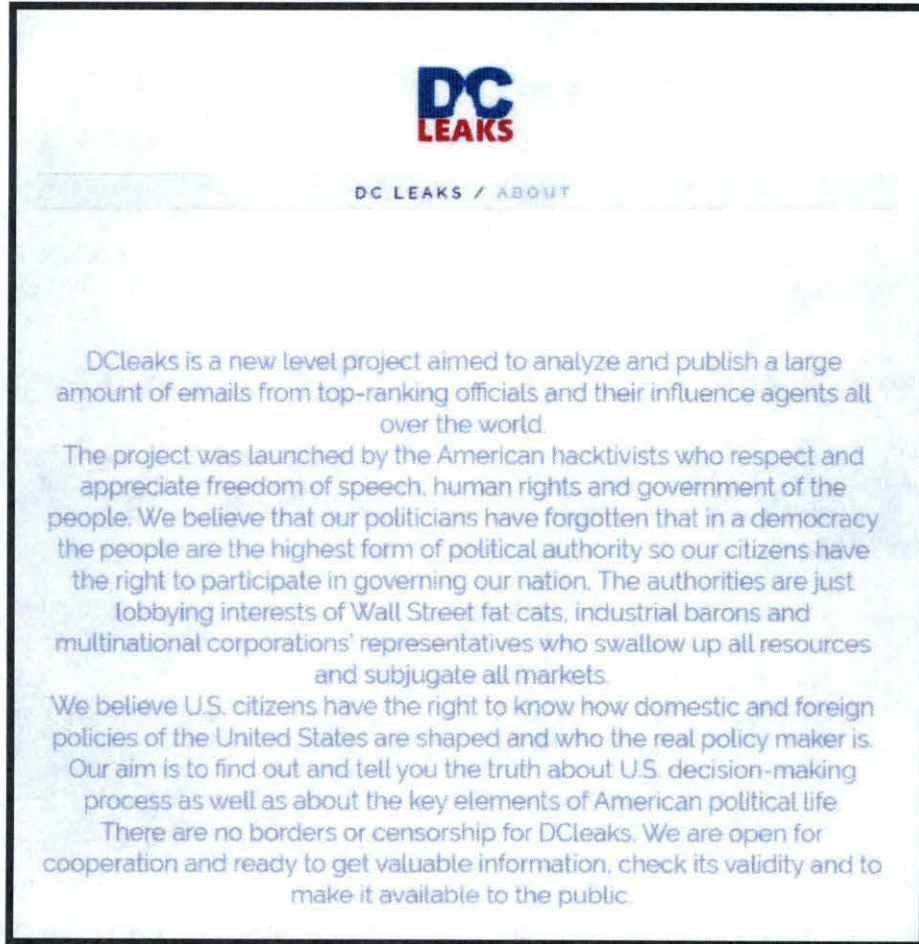 DC
LEAKS
DC LEAKS / ABOUT
DCleaks is a new level project aimed to analyze and publish a large
amount of emails from top-ranking officials and their influence agents all
over the world.
The project was launched by the American hacktivists who respect and
appreciate freedom of speech, human rights and government of the
people. We believe that our politicians have forgotten that in a democracy
the people are the highest form of political authority so our citizens have
the right to participate in governing our nation. The authorities are just
lobbying interests of Wall Street fat cats, industrial barons and
multinational corporations' representatives who swallow up all resources
and subjugate all markets.
We believe U.S. citizens have the right to know how domestic and foreign
policies of the United States are shaped and who the real policy maker is.
Our aim is to find out and tell you the truth about U.S. decision-making
process as well as about the key elements of American political life.
There are no borders or censorship for DCleaks. We are open for
cooperation and ready to get valuable information, check its validity and to
make it available to the public.